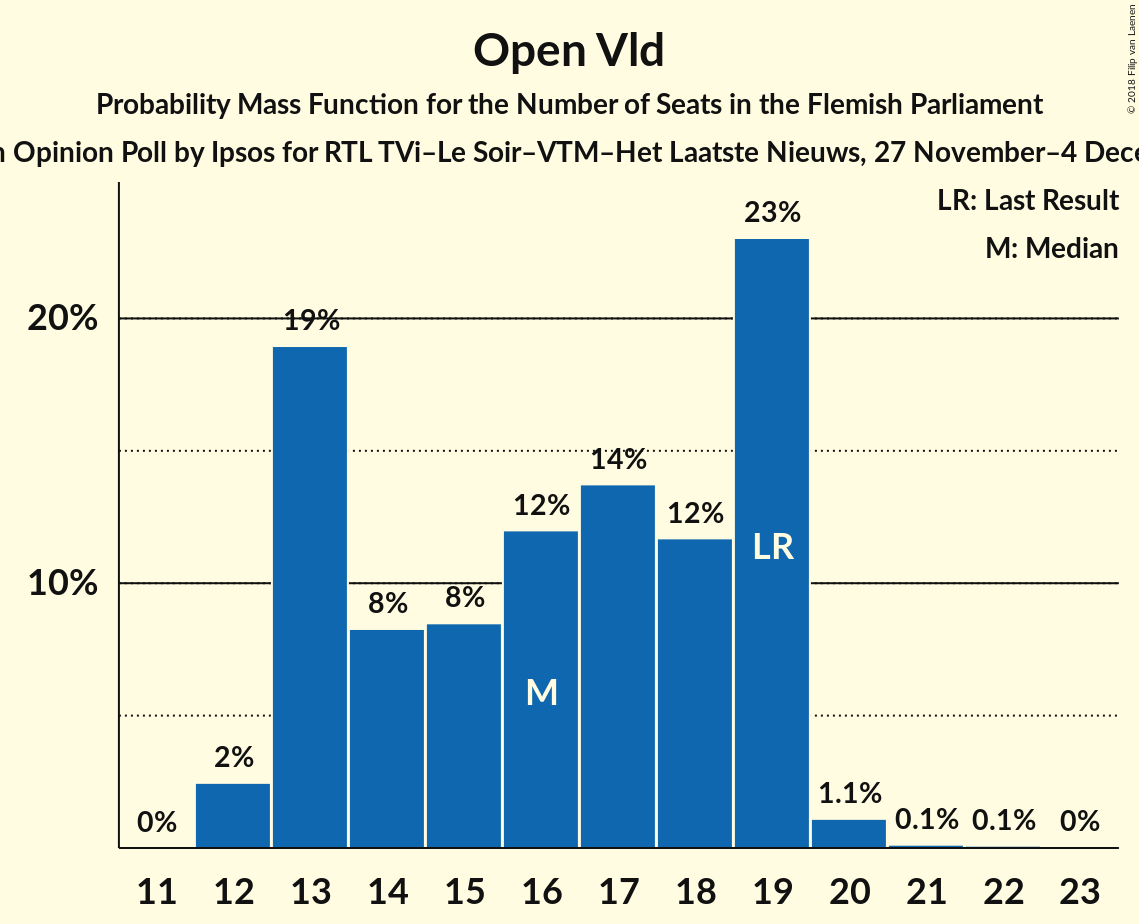 Open Vld
Probability Mass Function for the Number of Seats in the Flemish Parliament
Opinion Poll by Ipsos for RTL TVi–Le Soir–VTM–Het Laatste Nieuws, 27 November–4
© 2018 Filip van Laenen
LR: Last Result
M: Median
23%
20%
19%
14%
12%
12%
LR
10%
8%
8%
M
2%
1.1%
0%
0.1%
0.1%
0%
11 12 13 14 15 16 17 18 19 20 21 22 23